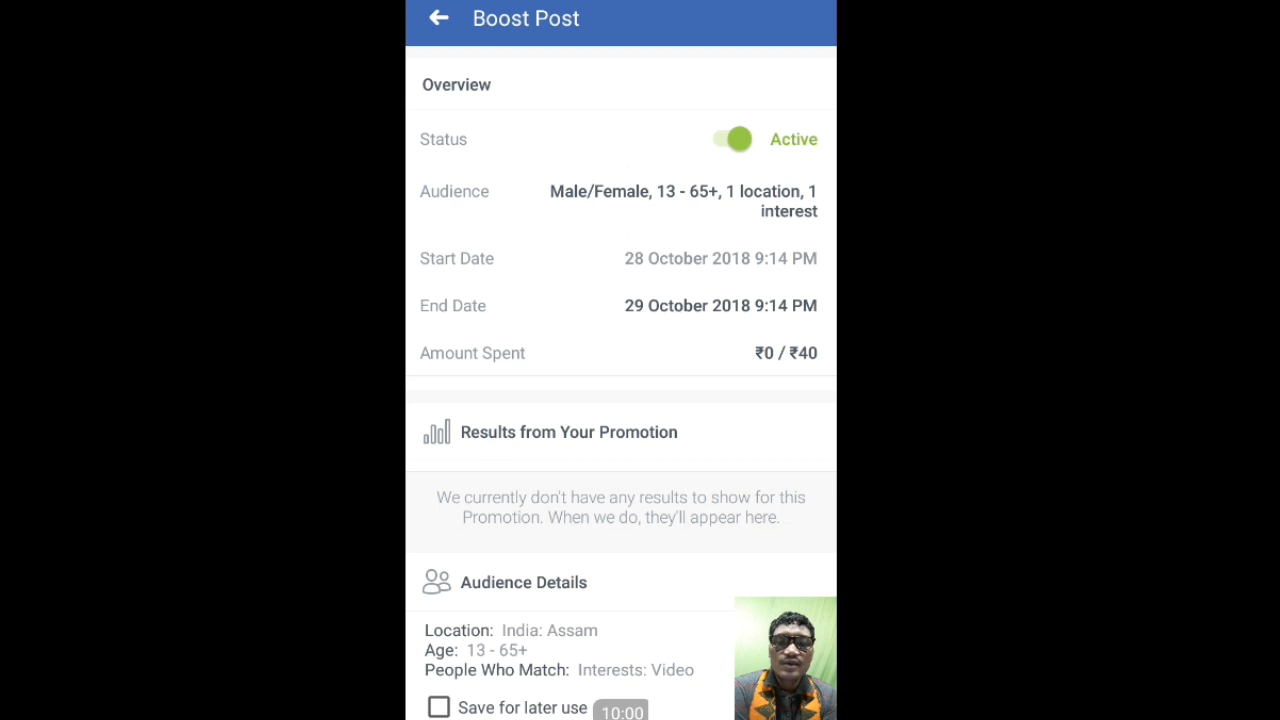 Boost Post
Overview
Status Active
Audience Male/Female, 13 - 65+, 1 location, 1
interest
Start Date 28 October 2018 9:14 PM
End Date 29 October 2018 9:14 PM
Amount Spent ₹0 / ₹40
Results from Your Promotion
We currently don't have any results to show for this
Promotion. When we do, they'll appear here.
Audience Details
Location: India: Assam
Age: 13 - 65+
People Who Match: Interests: Video
Save for later use
10:00